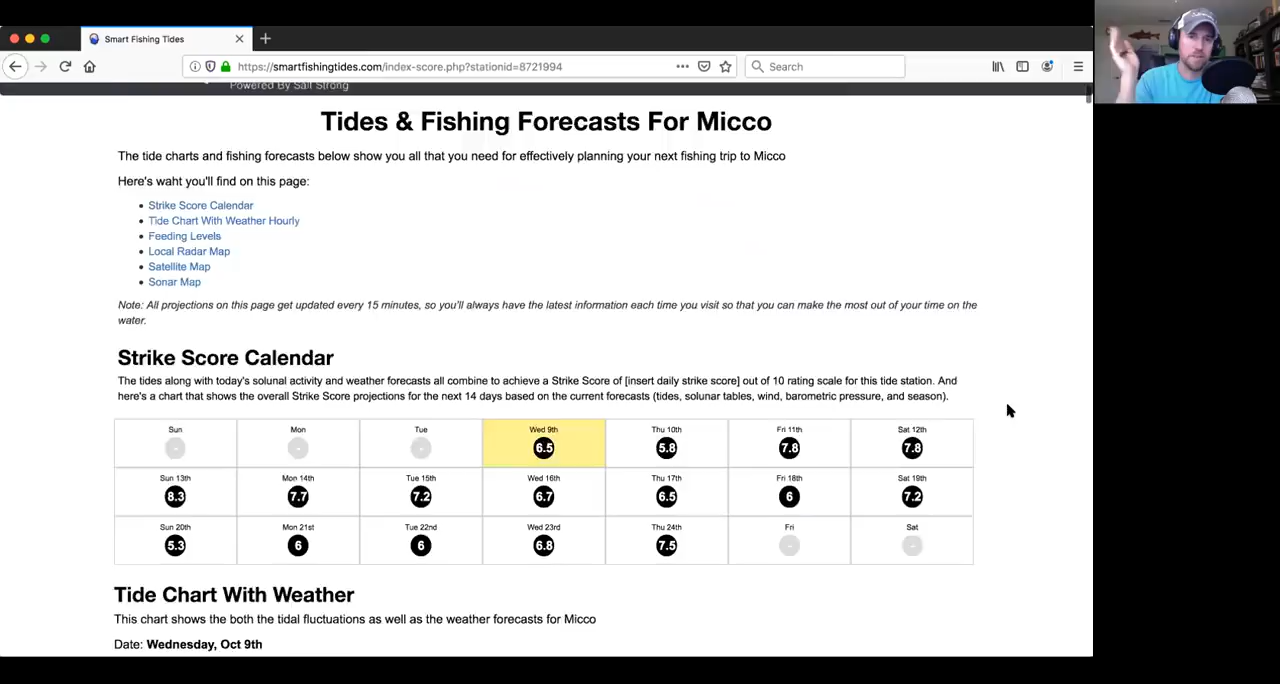 Smart Fishing Tides
https://smartfishingtides.com/index-score.php?stationid=8721994
Search
Powered By Salt Strong
Tides & Fishing Forecasts For Micco
The tide charts and fishing forecasts below show you all that you need for effectively planning your next fishing trip to Micco
Here's waht you'll find on this page:
Strike Score Calendar
Tide Chart With Weather Hourly
Feeding Levels
Local Radar Map
Satellite Map
Sonar Map
Note: All projections on this page get updated every 15 minutes, so you'll always have the latest information each time you visit so that you can make the most out of your time on the
water.
Strike Score Calendar
The tides along with today's solunal activity and weather forecasts all combine to achieve a Strike Score of [insert daily strike score] out of 10 rating scale for this tide station. And
here's a chart that shows the overall Strike Score projections for the next 14 days based on the current forecasts (tides, solunar tables, wind, barometric pressure, and season).
Sun Mon Tue Wed 9th Thu 10th Fri 11th Sat 12th
- - - 6.5 5.8 7.8 7.8
Sun 13th Mon 14th Tue 15th Wed 16th Thu 17th Fri 18th Sat 19th
8.3 7.7 7.2 6.7 6.5 6 7.2
Sun 20th Mon 21st Tue 22nd Wed 23rd Thu 24th Fri Sat
5.3 6 6 6.8 7.5 - -
Tide Chart With Weather
This chart shows the both the tidal fluctuations as well as the weather forecasts for Micco
Date: Wednesday, Oct 9th